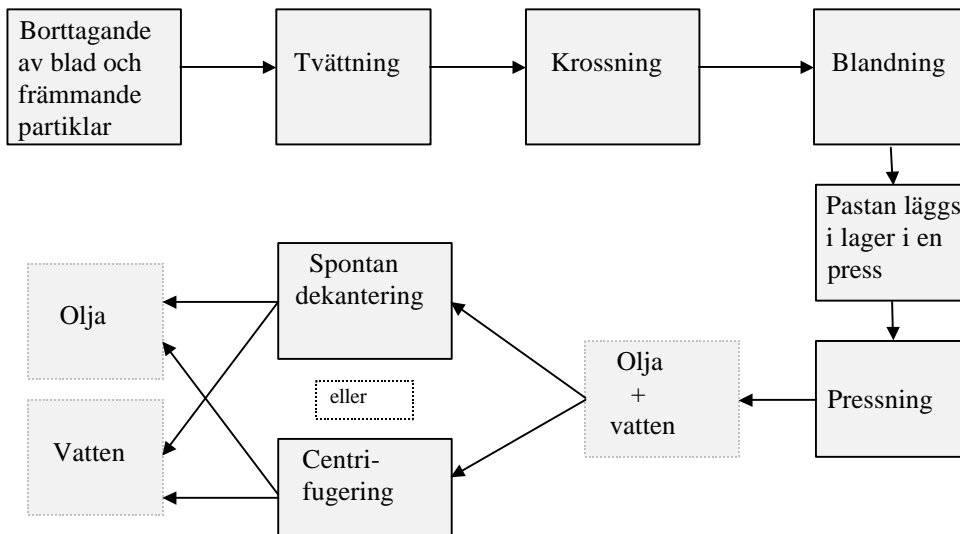 Borttagande
av blad och
främmande
partiklar
Tvättning
Krossning
Blandning
Pastan läggs
i lager i en
press
Pressning
Olja
+
vatten
Spontan
dekantering
eller
Centri-
fugering
Olja
Vatten